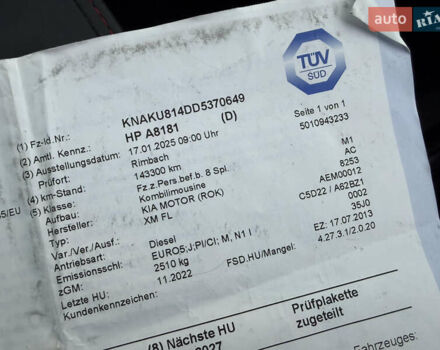 auto RIA
TÜV
SÜD
Seite 1 von 1
5010943233
(1) Fz-Id.Nr.: KNAKU814DD5370649
(2) Amtl. Kennz.: HP A8181 (D)
(3) Ausstellungsdatum: 17.01.2025 09:00 Uhr
Prüfort: Rimbach
(4) km-Stand: 143300 km M1
(5) Klasse: Fz.z.Pers.bef.b. 8 Spl. AC
Aufbau: Kombilimousine 8253
Hersteller: KIA MOTOR (ROK) AEM00012
Typ: XM FL C5D22 / A62BZ1
Var./Ver./Ausf.: 0002
Antriebsart: Diesel 35J0
Emissionsschl.: EURO5;J;PI/CI; M, N1 I EZ: 17.07.2013
zGM: 2510 kg 4.27.3.1/2.0.20
Letzte HU: 11.2022 FSD.HU/Mangel:
Kundenkennzeichen:
(8) Nächste HU Prüfplakette
zugeteilt
2027
Fahrzeuges: